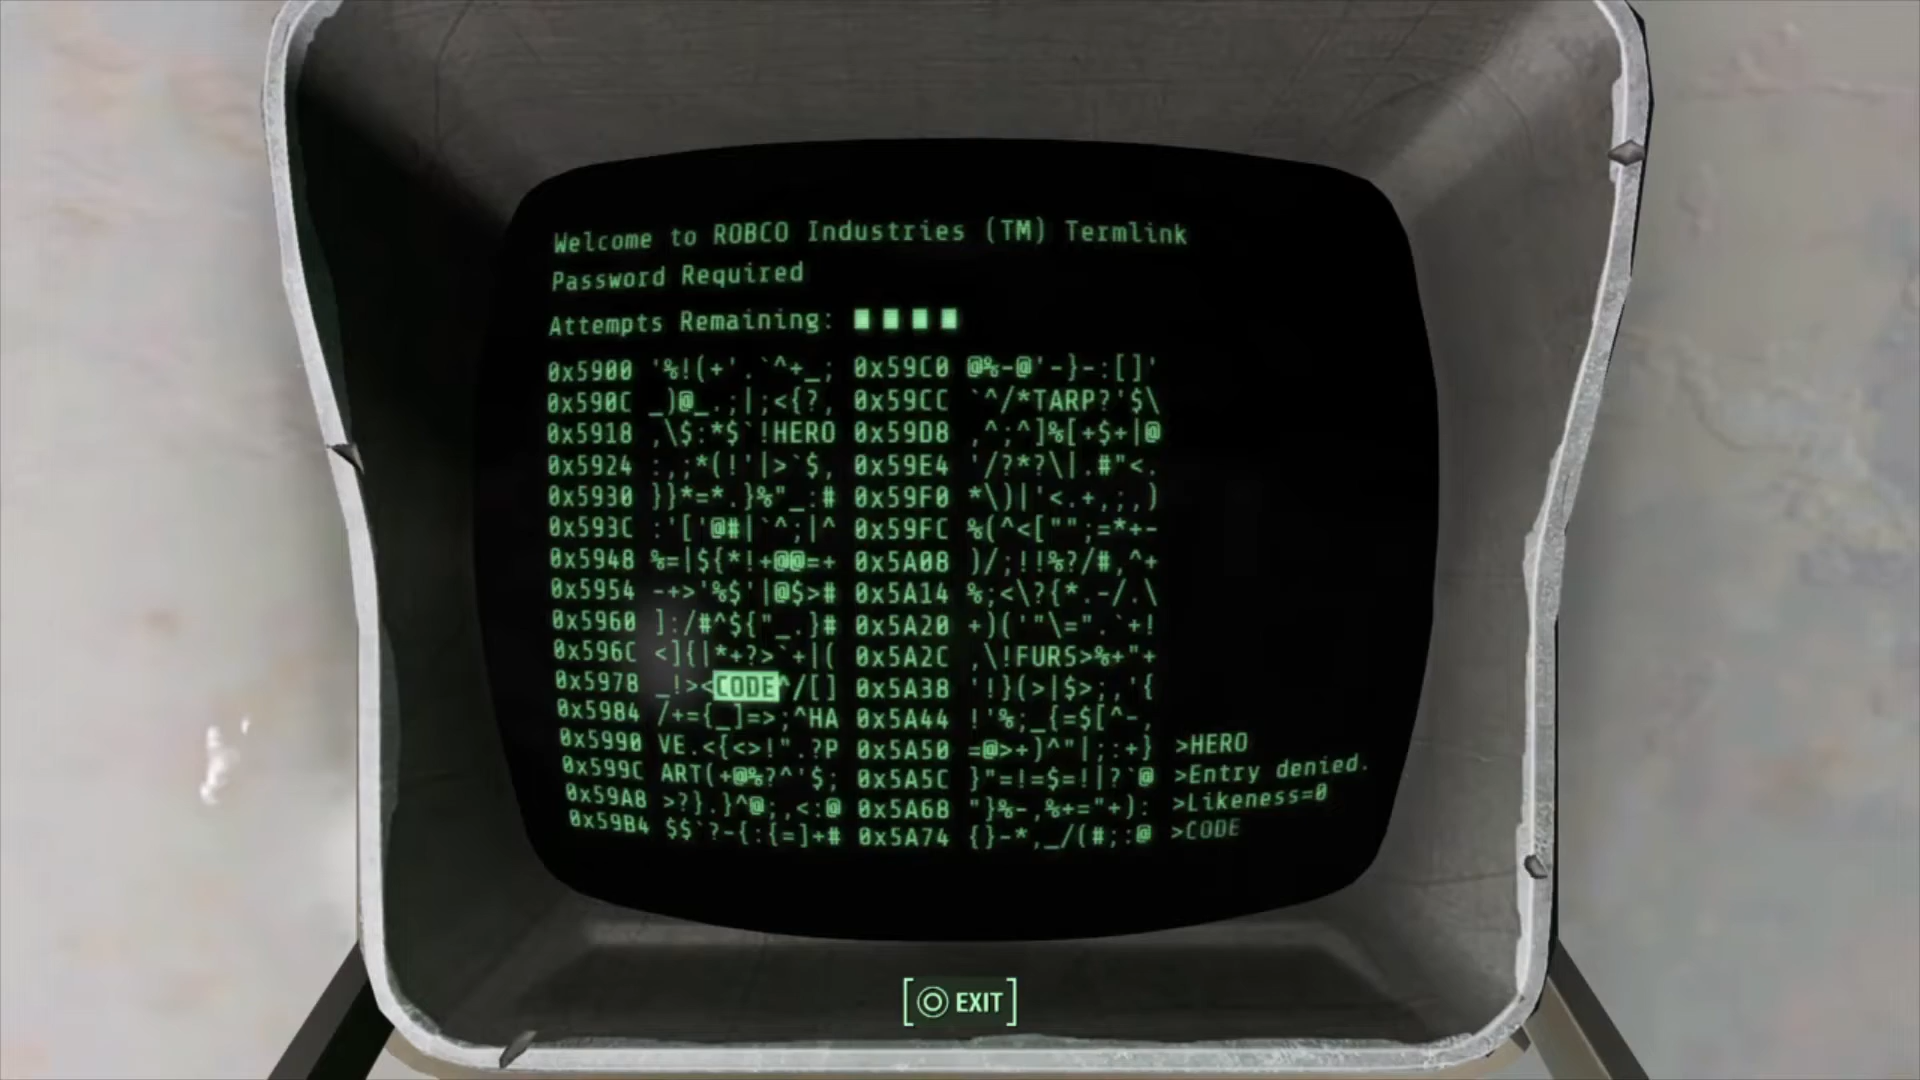 Welcome to ROBCO Industries (TM) Termlink
Password Required
Attempts Remaining: ■ ■ ■ ■
0x5900 '%!(+'.`^+_; 0x59C0 @%-@'-}-:[]'
0x590C _)@_.;|;<{?, 0x59CC `^/*TARP?'$\
0x5918 ,\$:*$`!HERO 0x59D8 ,^;^]%[+$+|@
0x5924 :,;*(!'|>`$, 0x59E4 '/?*?\|.#"<.
0x5930 }}*=*.}%"_:# 0x59F0 *\)|'<.+,;,)
0x593C :'['@#|`^;|^ 0x59FC %(^<["";=*+-
0x5948 %=|${*!+@@=+ 0x5A08 )/;!!%?/#,^+
0x5954 -+>'%$'|@$># 0x5A14 %;<\?{*.-/.\
0x5960 ]:/#^${"_.}# 0x5A20 +)('"\=".`+!
0x596C <]{|*+?>`+|( 0x5A2C ,\!FURS>%+"+
0x5978 _!><CODE^/[] 0x5A38 '!}(>|$>;,'{
0x5984 /+={_]=>;^HA 0x5A44 !'%;_{=$[^-,
0x5990 VE.<{<>!".?P 0x5A50 =@>+)^"|;:+} >HERO
0x599C ART(+@%?^'$; 0x5A5C }"=!=$=!|?`@ >Entry denied.
0x59A8 >?}.}^@;,<:@ 0x5A68 "}%-,%+="+): >Likeness=0
0x59B4 $$`?-{:{=]+# 0x5A74 {}-*,_/(#;:@ >CODE
[EXIT]